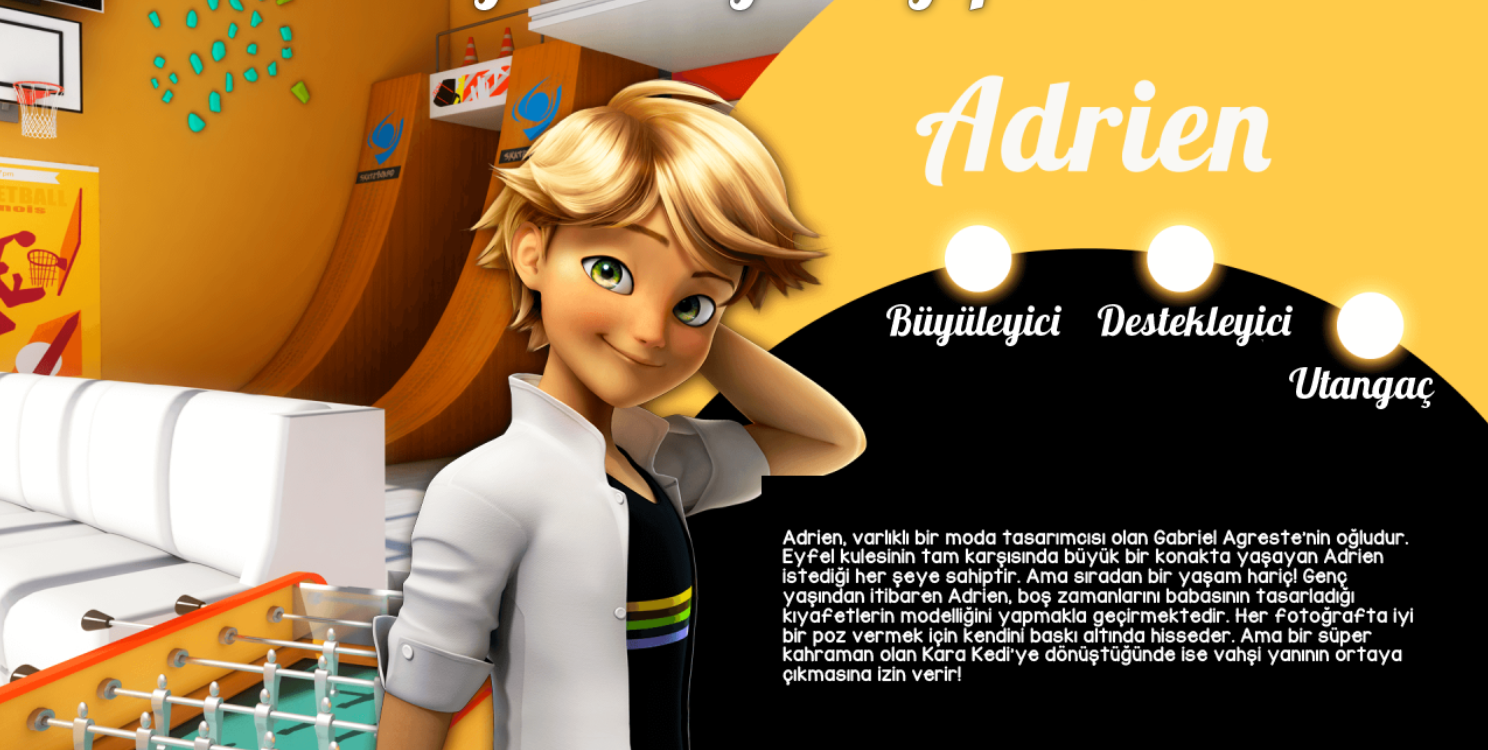 Adrien
Büyüleyici
Destekleyici
Utangaç
Adrien, varlıklı bir moda tasarımcısı olan Gabriel Agreste'nin oğludur.
Eyfel kulesinin tam karşısında büyük bir konakta yaşayan Adrien
istediği her şeye sahiptir. Ama sıradan bir yaşam hariç! Genç
yaşından itibaren Adrien, boş zamanlarını babasının tasarladığı
kıyafetlerin modelliğini yapmakla geçirmektedir. Her fotoğrafta iyi
bir poz vermek için kendini baskı altında hisseder. Ama bir süper
kahraman olan Kara Kedi'ye dönüştüğünde ise vahşi yanının ortaya
çıkmasına izin verir!